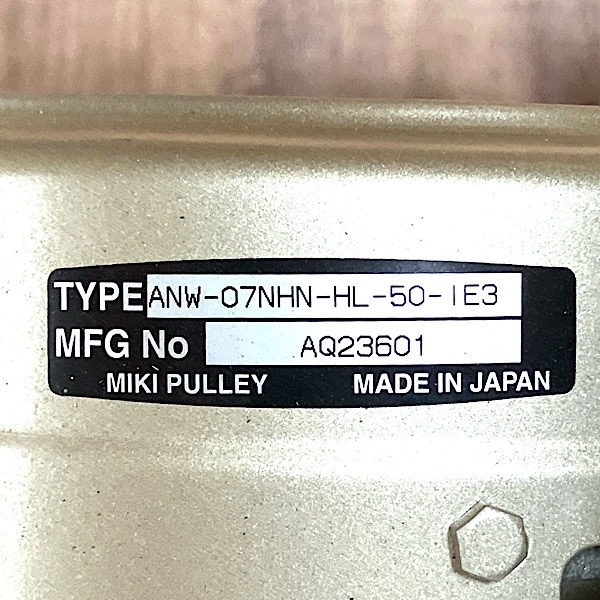 TYPE ANW-07NHN-HL-50-IE3
MFG No AQ23601
MIKI PULLEY MADE IN JAPAN